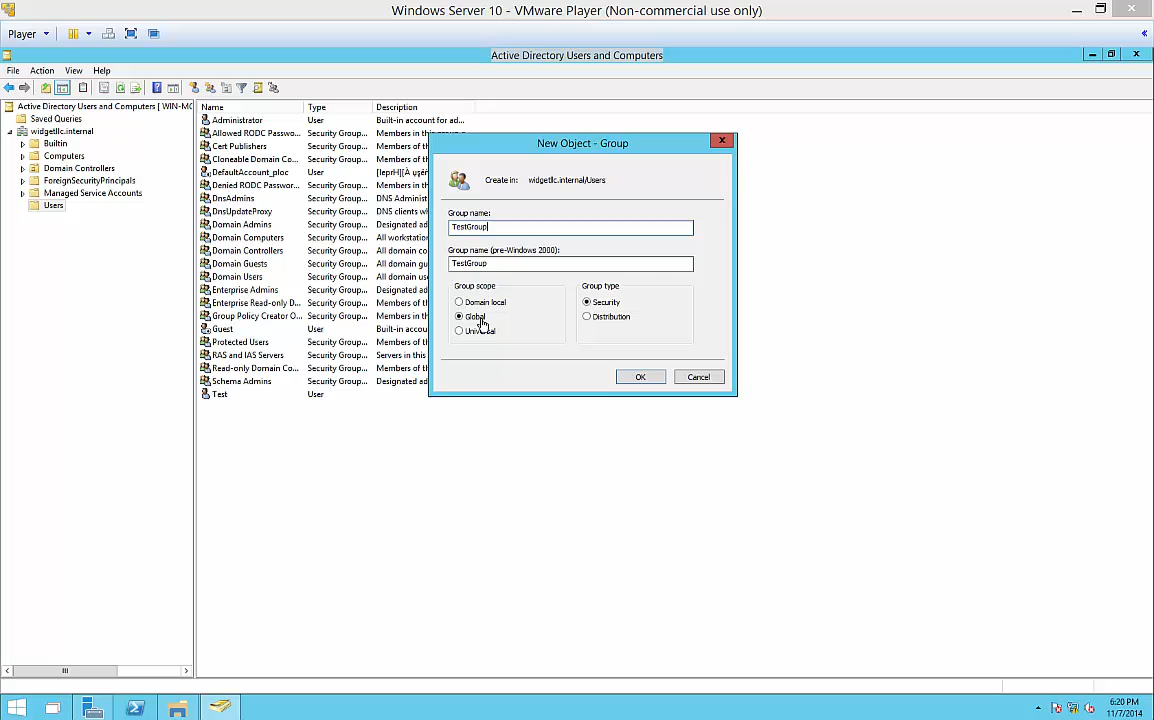 Windows Server 10 - VMware Player (Non-commercial use only)
Player
Active Directory Users and Computers
File Action View Help
Active Directory Users and Computers [ WIN-MC
Saved Queries
widgetllc.internal
Builtin
Computers
Domain Controllers
ForeignSecurityPrincipals
Managed Service Accounts
Users
Name Type Description
Administrator User Built-in account for ad...
Allowed RODC Passwo... Security Group... Members in this
Cert Publishers Security Group... Members of
Cloneable Domain Co... Security Group... Members of
DefaultAccount_ploc User
Denied RODC Passwor... Security Group... Members in
DnsAdmins Security Group... DNS Administ
DnsUpdateProxy Security Group... DNS clients w
Domain Admins Security Group... Designated ad
Domain Computers Security Group... All workstation
Domain Controllers Security Group... All domain co
Domain Guests Security Group... All domain gu
Domain Users Security Group... All domain use
Enterprise Admins Security Group... Designated ad
Enterprise Read-only D... Security Group... Members of
Group Policy Creator O... Security Group... Members in
Guest User Built-in accou
Protected Users Security Group... Members of
RAS and IAS Servers Security Group... Servers in this
Read-only Domain Co... Security Group... Members of
Schema Admins Security Group... Designated ad
Test User
New Object - Group
Create in: widgetllc.internal/Users
Group name:
TestGroup
Group name (pre-Windows 2000):
TestGroup
Group scope
Domain local
Global
Universal
Group type
Security
Distribution
OK Cancel
6:20 PM
11/7/2014